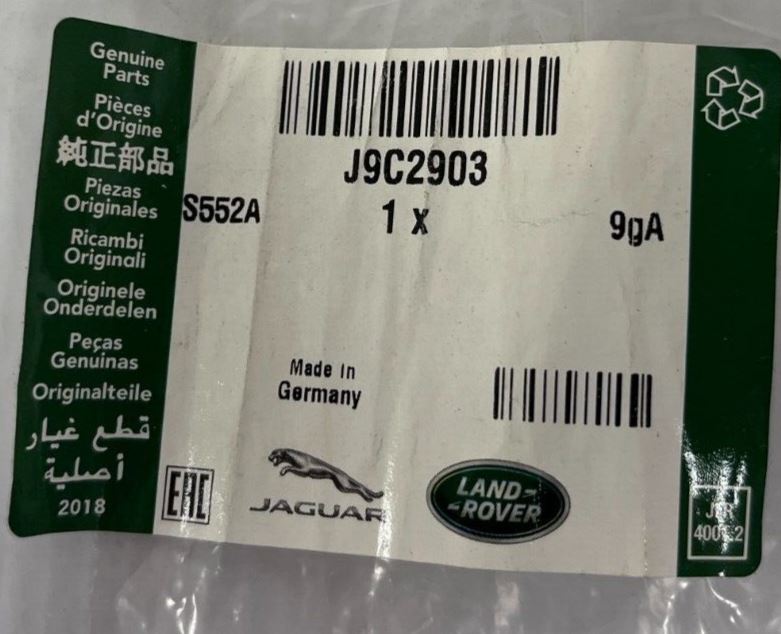 Genuine
Parts
Pièces
d'Origine
純正部品
Piezas
Originales
Ricambi
Originali
Originele
Onderdelen
Peças
Genuinas
Originalteile
قطع غيار
أصلية
2018
J9C2903
S552A
1 x
9gA
Made in
Germany
EAC
JAGUAR
LAND-
-ROVER